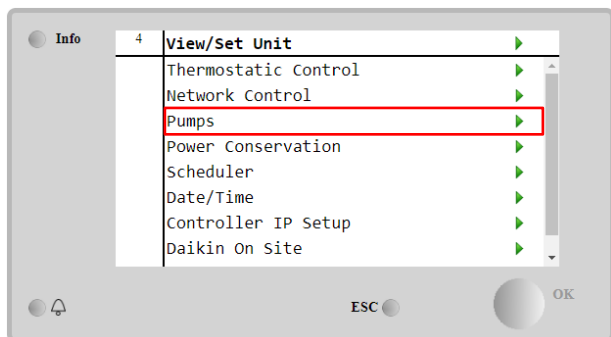 Info
4 View/Set Unit
Thermostatic Control
Network Control
Pumps
Power Conservation
Scheduler
Date/Time
Controller IP Setup
Daikin On Site
ESC
OK